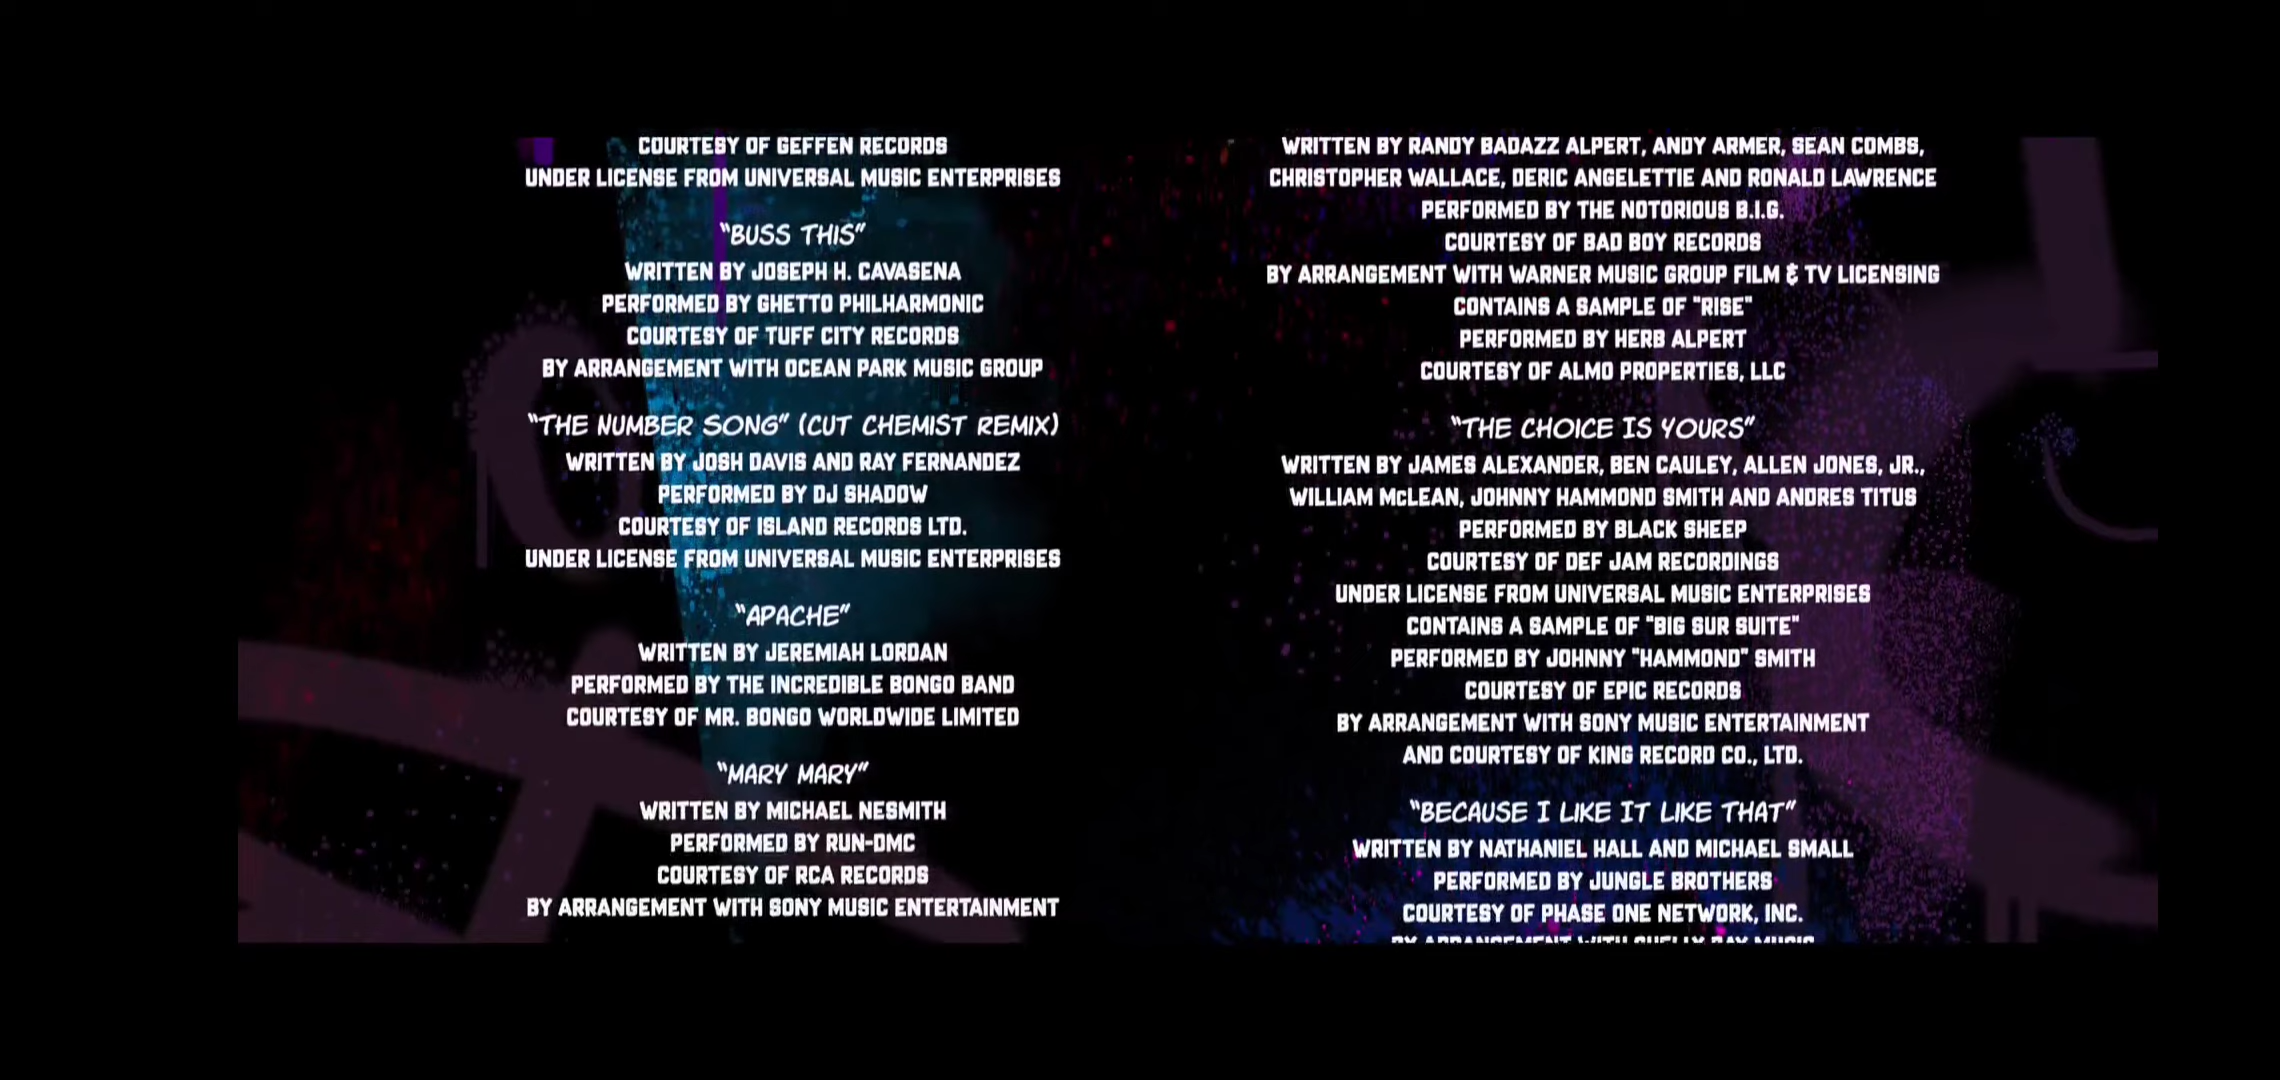 COURTESY OF GEFFEN RECORDS
UNDER LICENSE FROM UNIVERSAL MUSIC ENTERPRISES
"BUSS THIS"
WRITTEN BY JOSEPH H. CAVASENA
PERFORMED BY GHETTO PHILHARMONIC
COURTESY OF TUFF CITY RECORDS
BY ARRANGEMENT WITH OCEAN PARK MUSIC GROUP
"THE NUMBER SONG" (CUT CHEMIST REMIX)
WRITTEN BY JOSH DAVIS AND RAY FERNANDEZ
PERFORMED BY DJ SHADOW
COURTESY OF ISLAND RECORDS LTD.
UNDER LICENSE FROM UNIVERSAL MUSIC ENTERPRISES
"APACHE"
WRITTEN BY JEREMIAH LORDAN
PERFORMED BY THE INCREDIBLE BONGO BAND
COURTESY OF MR. BONGO WORLDWIDE LIMITED
"MARY MARY"
WRITTEN BY MICHAEL NESMITH
PERFORMED BY RUN-DMC
COURTESY OF RCA RECORDS
BY ARRANGEMENT WITH SONY MUSIC ENTERTAINMENT
WRITTEN BY RANDY BADAZZ ALPERT, ANDY ARMER, SEAN COMBS,
CHRISTOPHER WALLACE, DERIC ANGELETTIE AND RONALD LAWRENCE
PERFORMED BY THE NOTORIOUS B.I.G.
COURTESY OF BAD BOY RECORDS
BY ARRANGEMENT WITH WARNER MUSIC GROUP FILM & TV LICENSING
CONTAINS A SAMPLE OF "RISE"
PERFORMED BY HERB ALPERT
COURTESY OF ALMO PROPERTIES, LLC
"THE CHOICE IS YOURS"
WRITTEN BY JAMES ALEXANDER, BEN CAULEY, ALLEN JONES, JR.,
WILLIAM McLEAN, JOHNNY HAMMOND SMITH AND ANDRES TITUS
PERFORMED BY BLACK SHEEP
COURTESY OF DEF JAM RECORDINGS
UNDER LICENSE FROM UNIVERSAL MUSIC ENTERPRISES
CONTAINS A SAMPLE OF "BIG SUR SUITE"
PERFORMED BY JOHNNY "HAMMOND" SMITH
COURTESY OF EPIC RECORDS
BY ARRANGEMENT WITH SONY MUSIC ENTERTAINMENT
AND COURTESY OF KING RECORD CO., LTD.
"BECAUSE I LIKE IT LIKE THAT"
WRITTEN BY NATHANIEL HALL AND MICHAEL SMALL
PERFORMED BY JUNGLE BROTHERS
COURTESY OF PHASE ONE NETWORK, INC.
BY ARRANGEMENT WITH